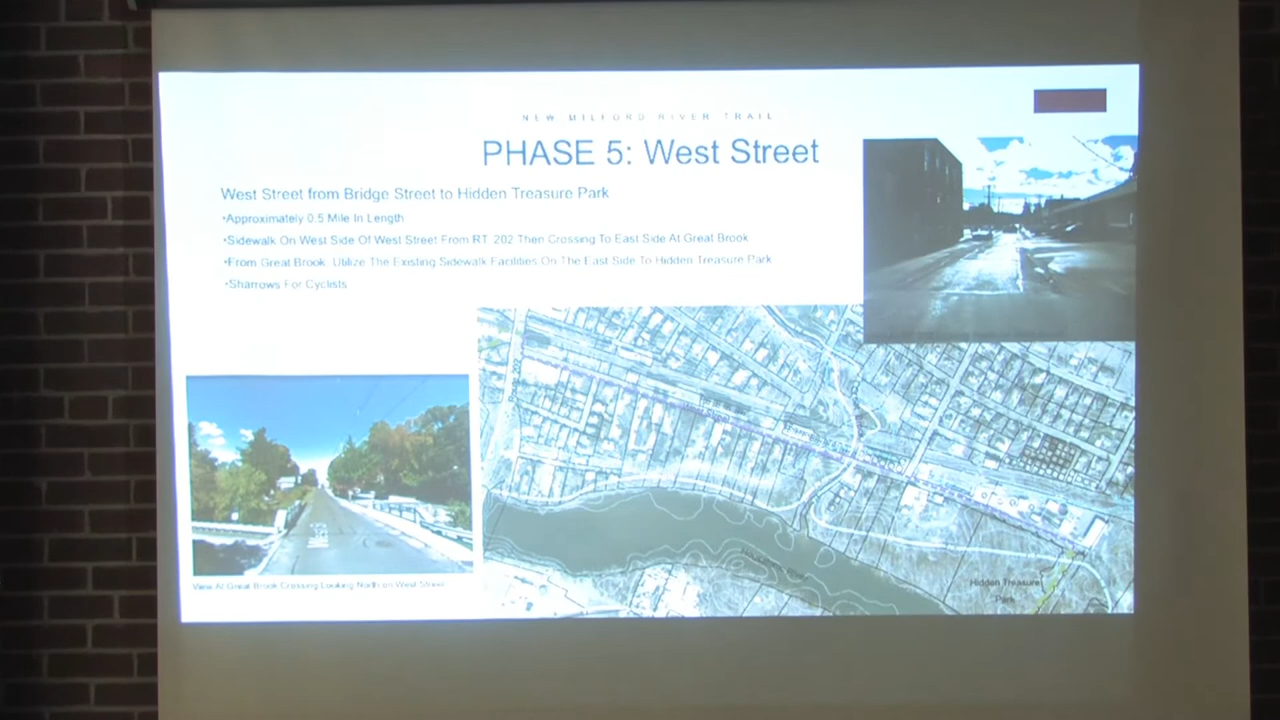 NEW MILFORD RIVER TRAIL
PHASE 5: West Street
West Street from Bridge Street to Hidden Treasure Park
•Approximately 0.5 Mile In Length
•Sidewalk On West Side Of West Street From RT. 202 Then Crossing To East Side At Great Brook
•From Great Brook, Utilize The Existing Sidewalk Facilities On The East Side To Hidden Treasure Park
•Sharrows For Cyclists
View At Great Brook Crossing Looking North on West Street
Hidden Treasure
Park